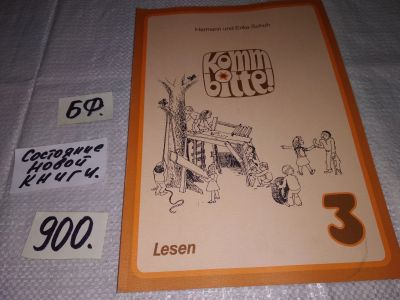 БФ.
Состояние
новой
книги.
900.
Hermann und Erika Schuh
Komm
bitte!
3
Lesen